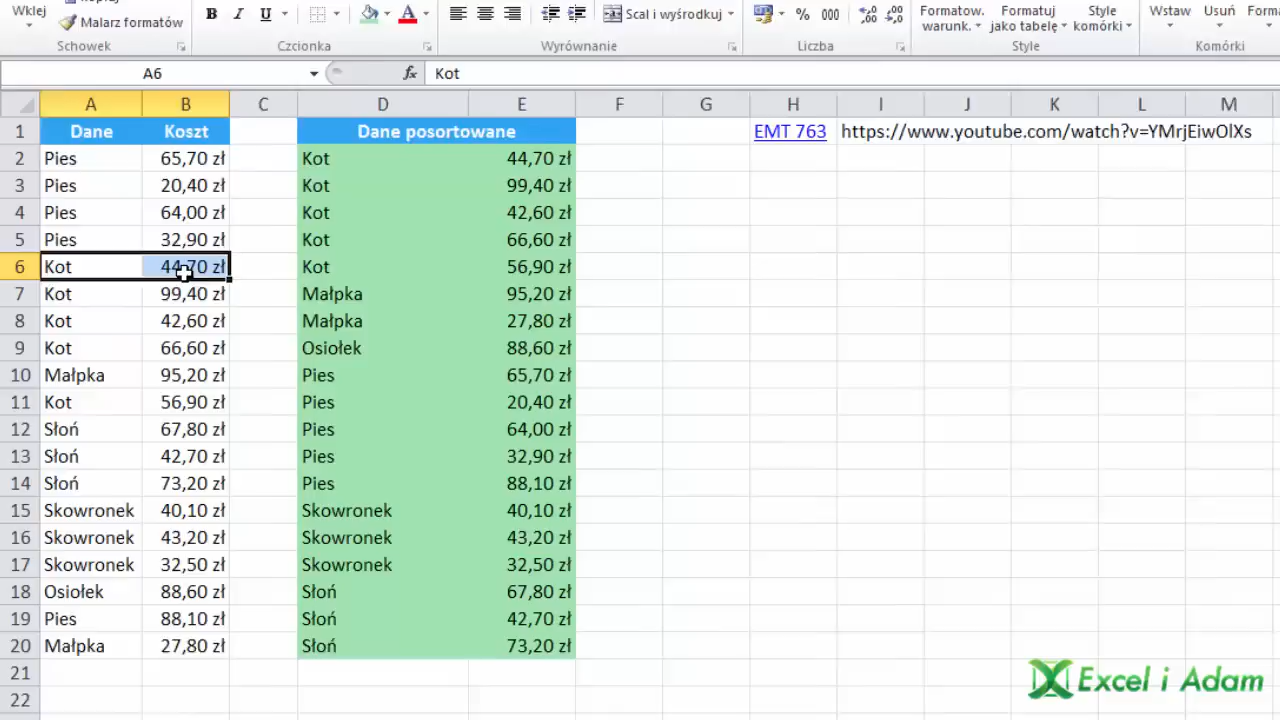 Wklej
kopiuj
Malarz formatów
B I U
Scal i wyśrodkuj
% 000
Formatow. warunk.
Formatuj jako tabelę
Style komórki
Wstaw
Usuń
Schowek
Czcionka
Wyrównanie
Liczba
Style
Komórki
A6 fx Kot
A B C D E F G H I J K L M
1 Dane Koszt Dane posortowane EMT 763 https://www.youtube.com/watch?v=YMrjEiwOlXs
2 Pies 65,70 zł Kot 44,70 zł
3 Pies 20,40 zł Kot 99,40 zł
4 Pies 64,00 zł Kot 42,60 zł
5 Pies 32,90 zł Kot 66,60 zł
6 Kot 44,70 zł Kot 56,90 zł
7 Kot 99,40 zł Małpka 95,20 zł
8 Kot 42,60 zł Małpka 27,80 zł
9 Kot 66,60 zł Osiołek 88,60 zł
10 Małpka 95,20 zł Pies 65,70 zł
11 Kot 56,90 zł Pies 20,40 zł
12 Słoń 67,80 zł Pies 64,00 zł
13 Słoń 42,70 zł Pies 32,90 zł
14 Słoń 73,20 zł Pies 88,10 zł
15 Skowronek 40,10 zł Skowronek 40,10 zł
16 Skowronek 43,20 zł Skowronek 43,20 zł
17 Skowronek 32,50 zł Skowronek 32,50 zł
18 Osiołek 88,60 zł Słoń 67,80 zł
19 Pies 88,10 zł Słoń 42,70 zł
20 Małpka 27,80 zł Słoń 73,20 zł
21
22
Excel i Adam